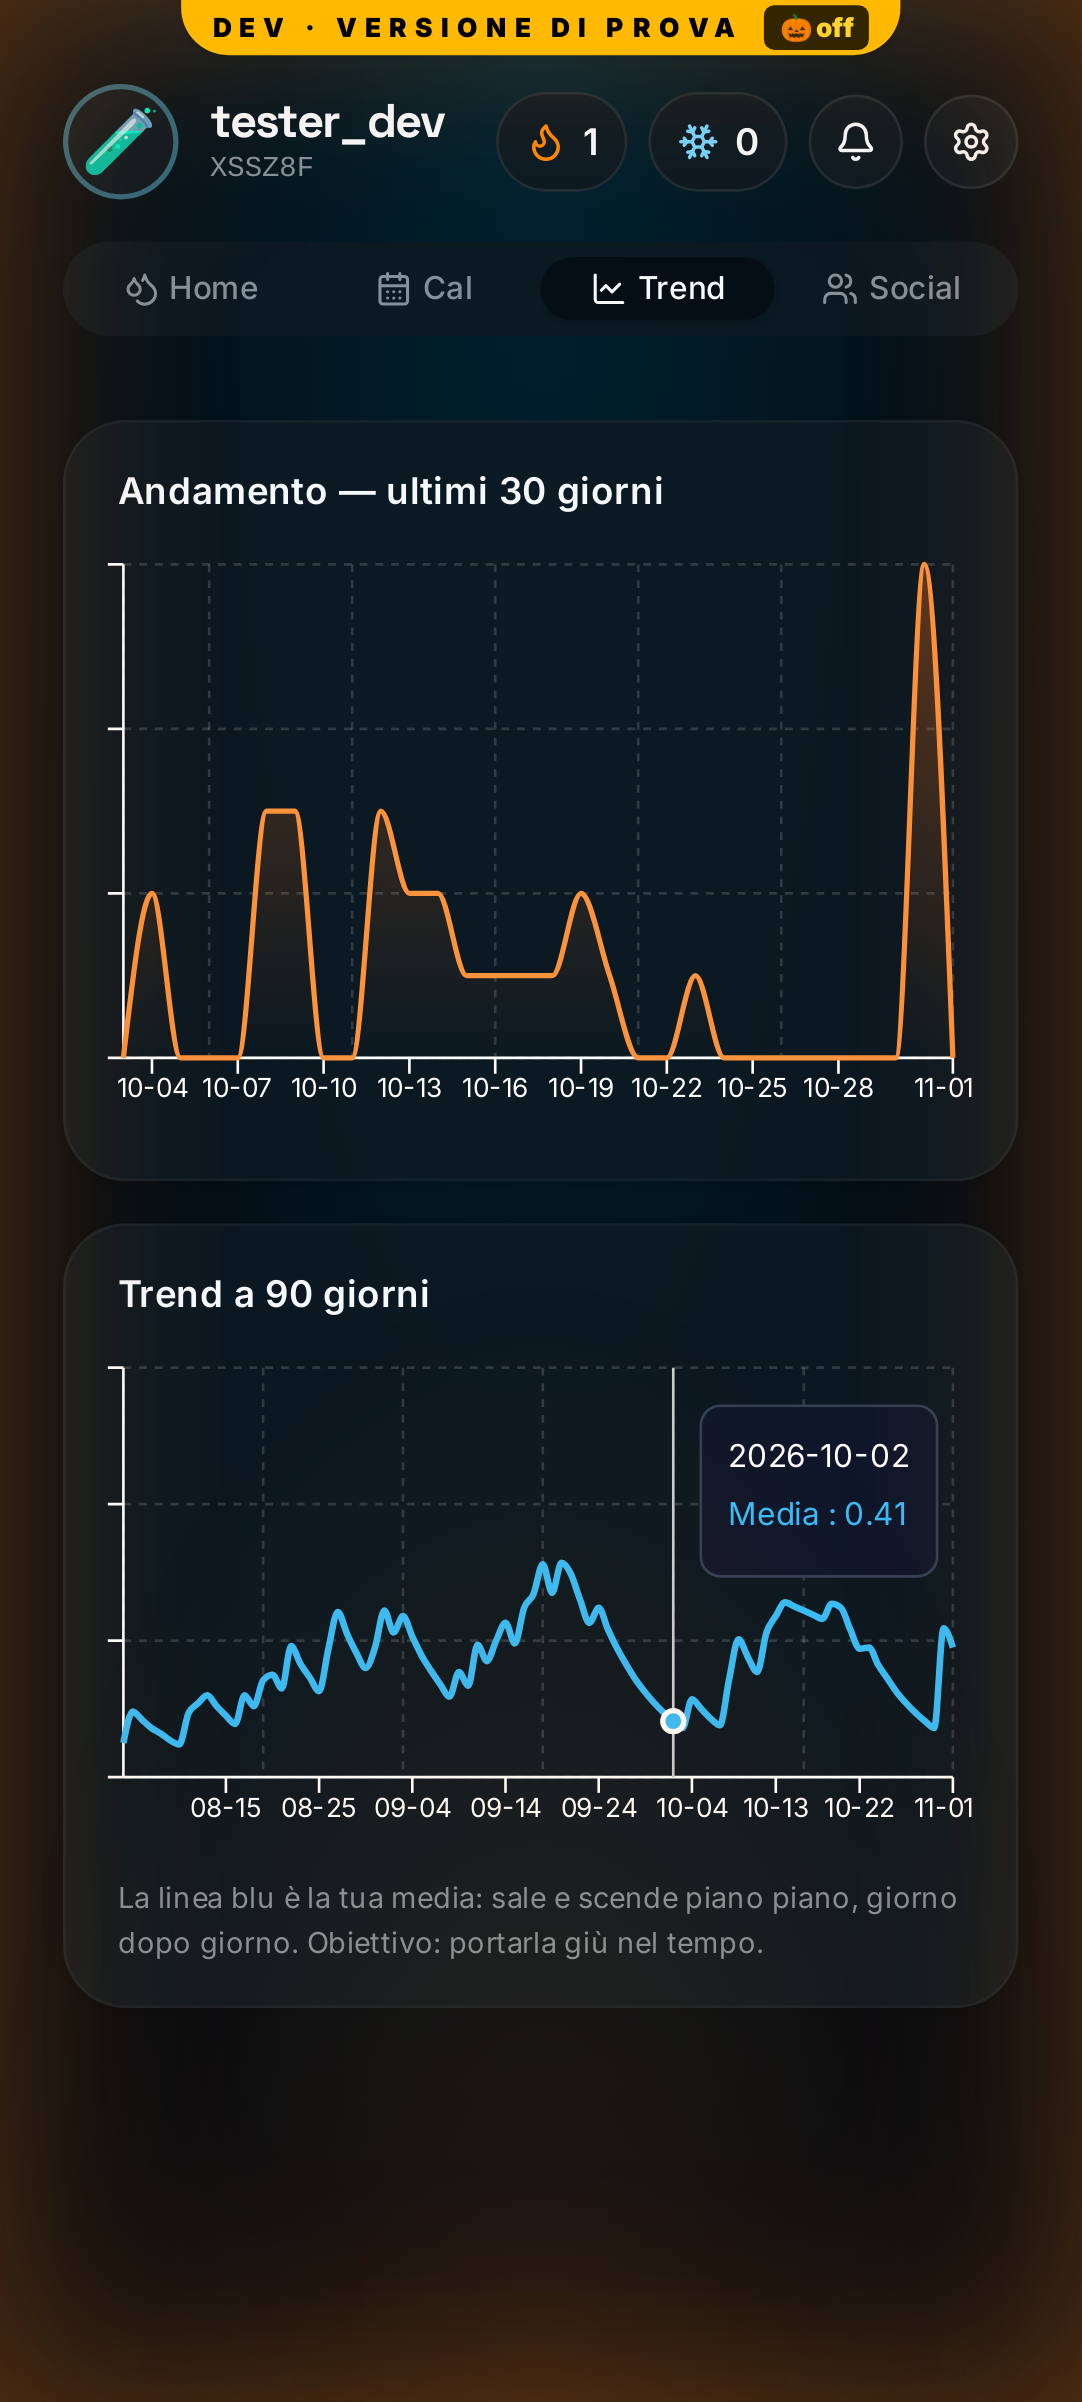 DEV · VERSIONE DI PROVA 🎃 off
tester_dev
XSSZ8F
1
0
Home Cal Trend Social
Andamento — ultimi 30 giorni
10-04 10-07 10-10 10-13 10-16 10-19 10-22 10-25 10-28 11-01
Trend a 90 giorni
2026-10-02
Media : 0.41
08-15 08-25 09-04 09-14 09-24 10-04 10-13 10-22 11-01
La linea blu è la tua media: sale e scende piano piano, giorno
dopo giorno. Obiettivo: portarla giù nel tempo.